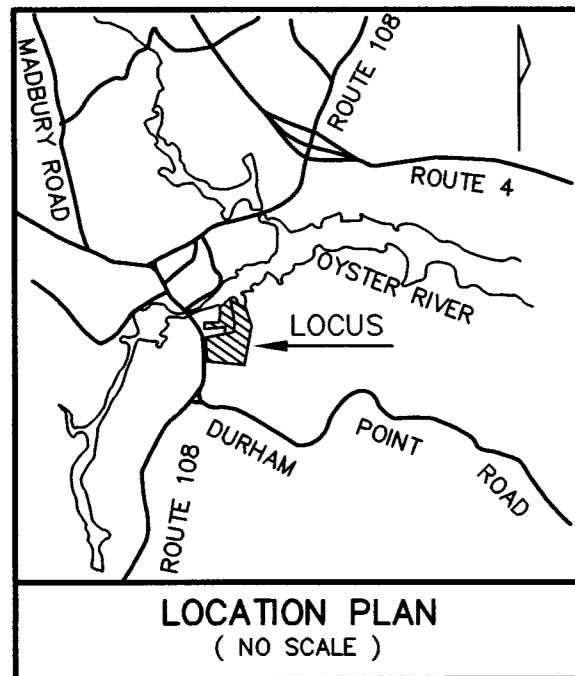 MADBURY ROAD
ROUTE 108
ROUTE 4
OYSTER RIVER
LOCUS
DURHAM POINT ROAD
ROUTE 108
LOCATION PLAN
( NO SCALE )